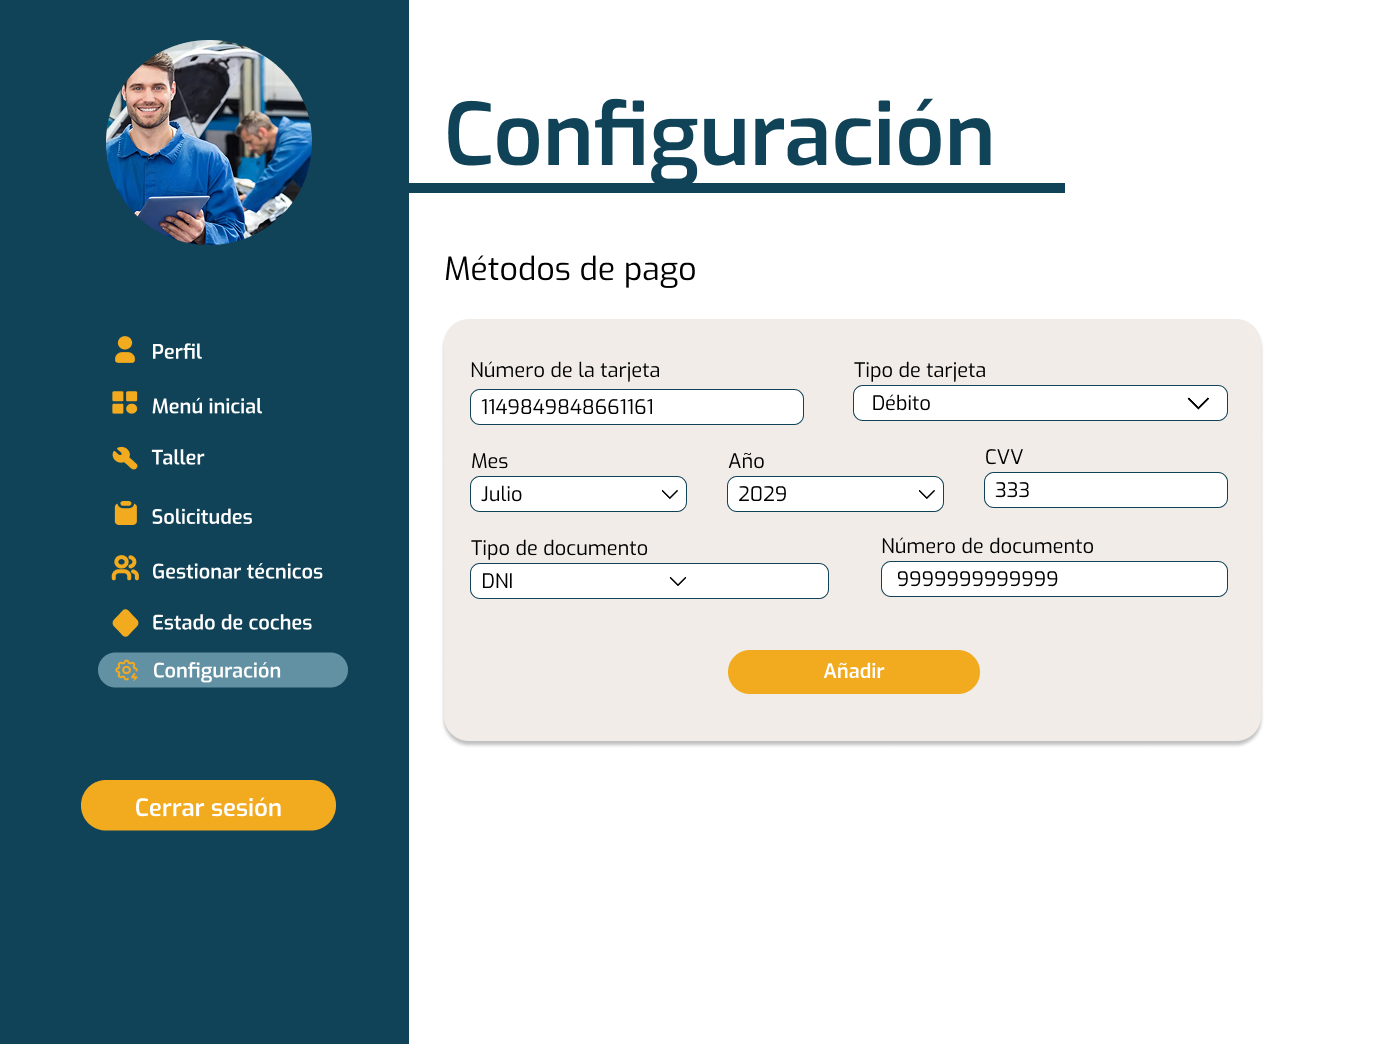 Configuración
Métodos de pago
Perfil
Menú inicial
Taller
Solicitudes
Gestionar técnicos
Estado de coches
Configuración
Cerrar sesión
Número de la tarjeta
1149849848661161
Tipo de tarjeta
Débito
Mes
Julio
Año
2029
CVV
333
Tipo de documento
DNI
Número de documento
9999999999999
Añadir